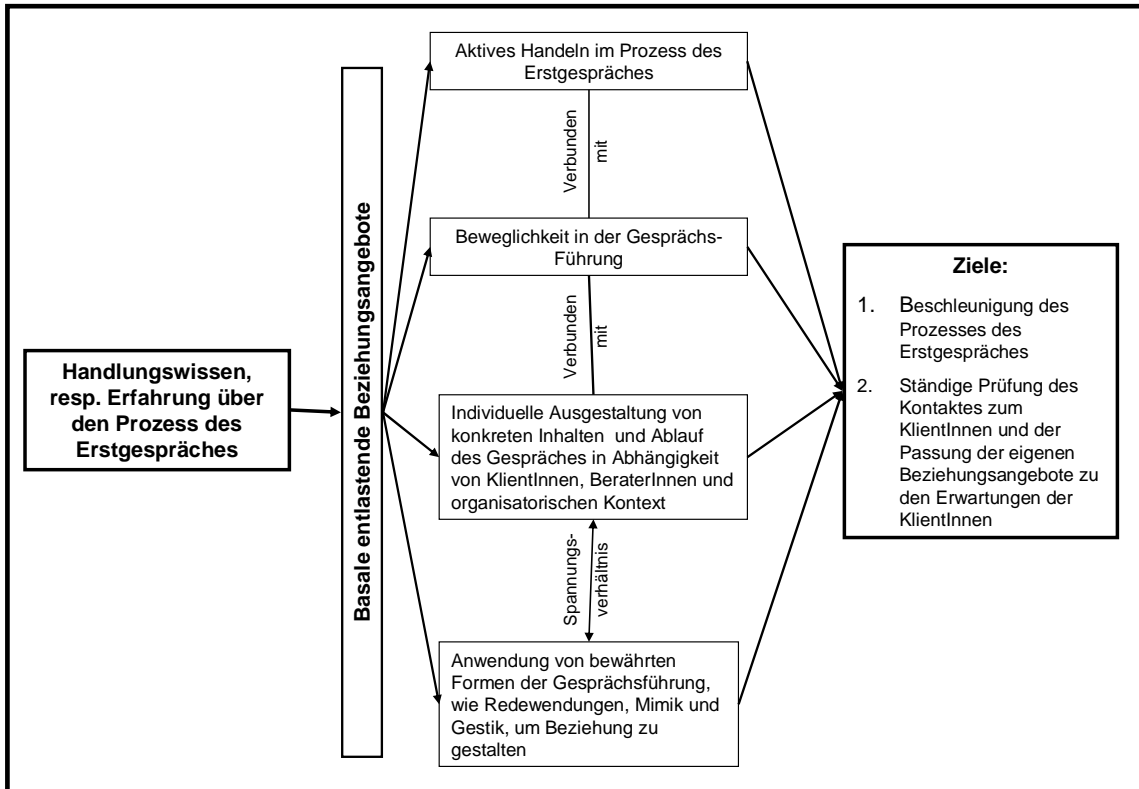 Handlungswissen,
resp. Erfahrung über
den Prozess des
Erstgespräches
Basale entlastende Beziehungsangebote
Aktives Handeln im Prozess des
Erstgespräches
Verbunden
mit
Beweglichkeit in der Gesprächs-
Führung
Verbunden
mit
Individuelle Ausgestaltung von
konkreten Inhalten und Ablauf
des Gespräches in Abhängigkeit
von KlientInnen, BeraterInnen und
organisatorischen Kontext
Spannungs-
verhältnis
Anwendung von bewährten
Formen der Gesprächsführung,
wie Redewendungen, Mimik und
Gestik, um Beziehung zu
gestalten
Ziele:
1. Beschleunigung des
Prozesses des
Erstgespräches
2. Ständige Prüfung des
Kontaktes zum
KlientInnen und der
Passung der eigenen
Beziehungsangebote zu
den Erwartungen der
KlientInnen